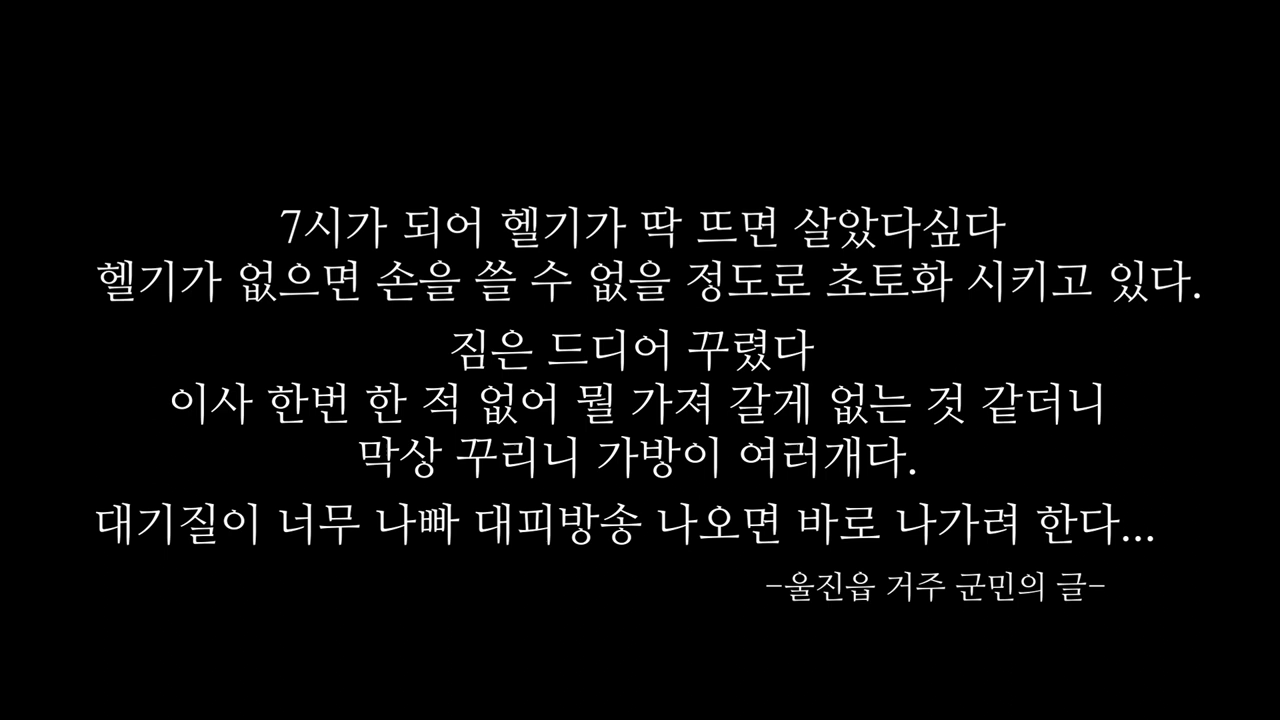 7시가 되어 헬기가 딱 뜨면 살았다싶다
헬기가 없으면 손을 쓸 수 없을 정도로 초토화 시키고 있다.
짐은 드디어 꾸렸다
이사 한번 한 적 없어 뭘 가져 갈게 없는 것 같더니
막상 꾸리니 가방이 여러개다.
대기질이 너무 나빠 대피방송 나오면 바로 나가려 한다...
-울진읍 거주 군민의 글-